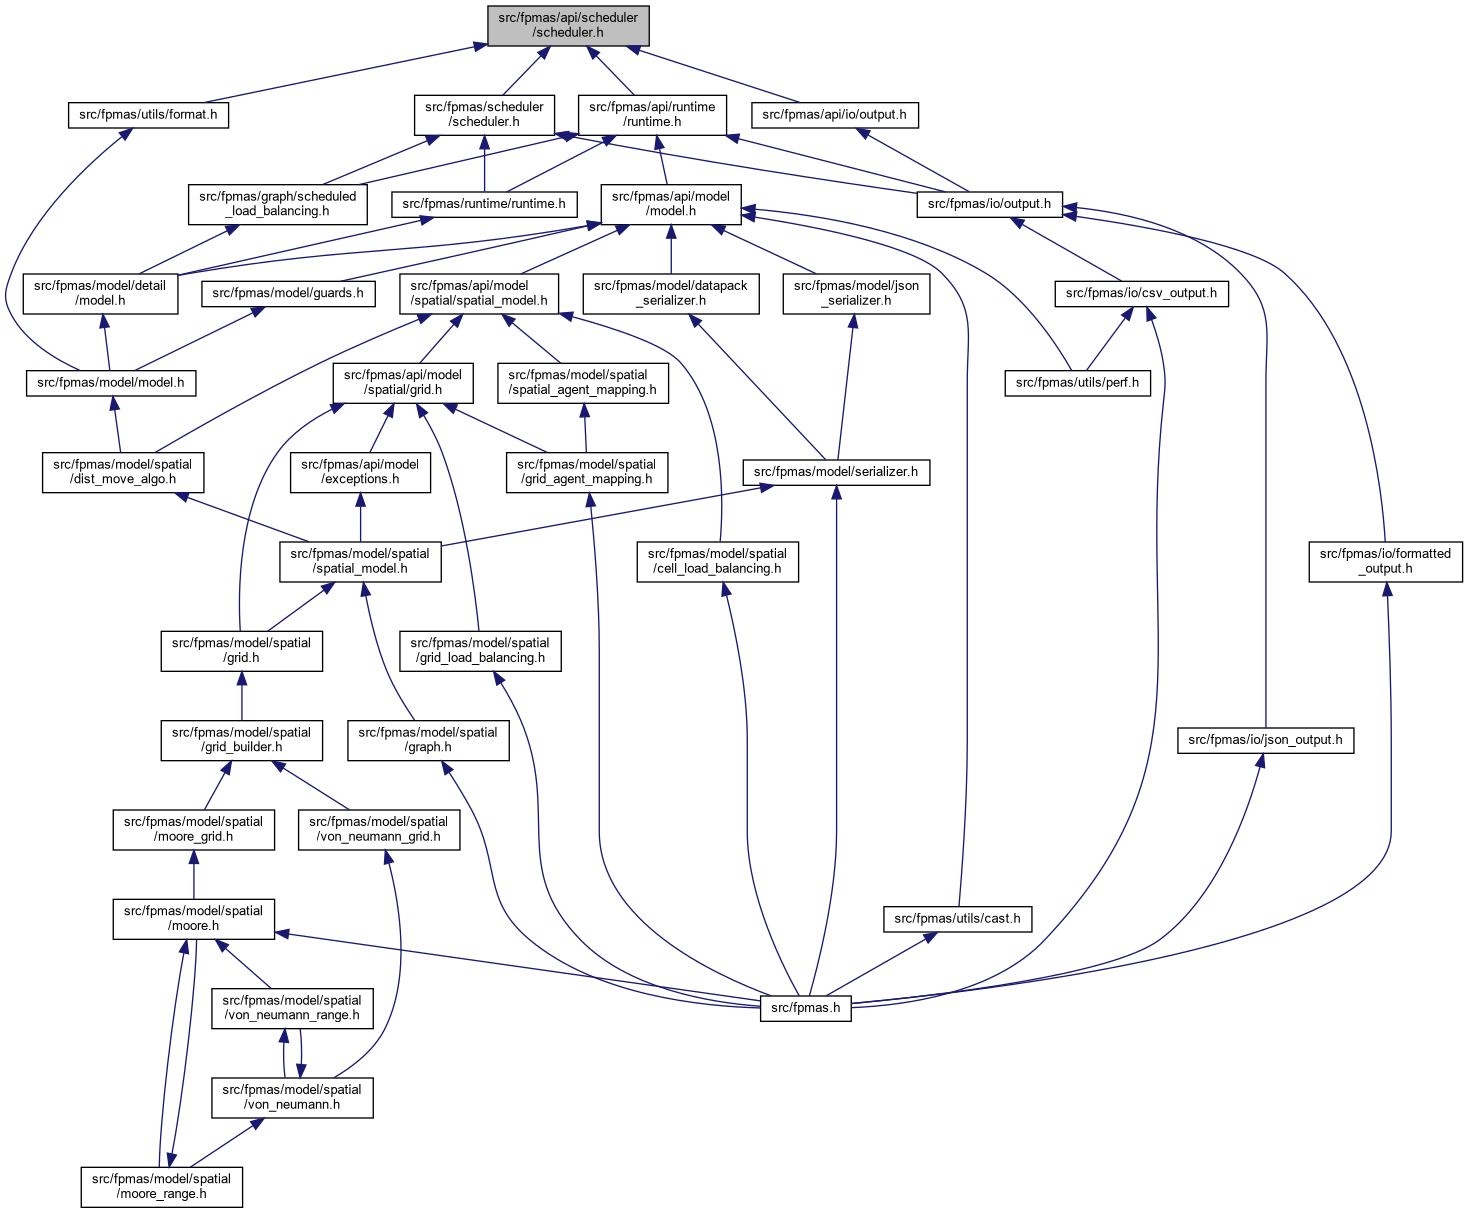 src/fpmas/api/scheduler
/scheduler.h
src/fpmas/utils/format.h
src/fpmas/scheduler
/scheduler.h
src/fpmas/api/runtime
/runtime.h
src/fpmas/api/io/output.h
src/fpmas/graph/scheduled
_load_balancing.h
src/fpmas/runtime/runtime.h
src/fpmas/api/model
/model.h
src/fpmas/io/output.h
src/fpmas/model/detail
/model.h
src/fpmas/model/guards.h
src/fpmas/api/model
/spatial/spatial_model.h
src/fpmas/model/datapack
_serializer.h
src/fpmas/model/json
_serializer.h
src/fpmas/io/csv_output.h
src/fpmas/model/model.h
src/fpmas/api/model
/spatial/grid.h
src/fpmas/model/spatial
/spatial_agent_mapping.h
src/fpmas/utils/perf.h
src/fpmas/model/spatial
/dist_move_algo.h
src/fpmas/api/model
/exceptions.h
src/fpmas/model/spatial
/grid_agent_mapping.h
src/fpmas/model/serializer.h
src/fpmas/model/spatial
/spatial_model.h
src/fpmas/model/spatial
/cell_load_balancing.h
src/fpmas/io/formatted
_output.h
src/fpmas/model/spatial
/grid.h
src/fpmas/model/spatial
/grid_load_balancing.h
src/fpmas/model/spatial
/grid_builder.h
src/fpmas/model/spatial
/graph.h
src/fpmas/io/json_output.h
src/fpmas/model/spatial
/moore_grid.h
src/fpmas/model/spatial
/von_neumann_grid.h
src/fpmas/model/spatial
/moore.h
src/fpmas/utils/cast.h
src/fpmas/model/spatial
/von_neumann_range.h
src/fpmas.h
src/fpmas/model/spatial
/von_neumann.h
src/fpmas/model/spatial
/moore_range.h